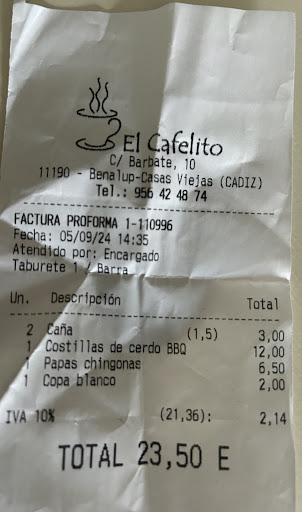 El Cafelito
C/ Barbate, 10
11190 - Benalup-Casas Viejas (CADIZ)
Tel.: 956 42 48 74
FACTURA PROFORMA 1-110996
Fecha: 05/09/24 14:35
Atendido por: Encargado
Taburete 1 / Barra
Un. Descripción Total
2 Caña (1,5) 3,00
1 Costillas de cerdo BBQ 12,00
1 Papas chingonas 6,50
1 Copa blanco 2,00
IVA 10% (21,36): 2,14
TOTAL 23,50 E